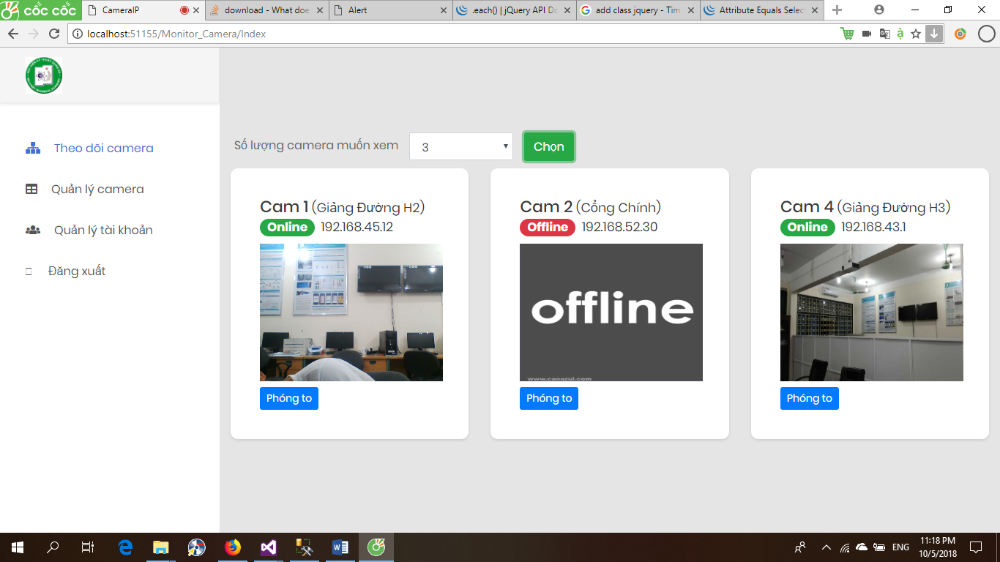 cốc cốc
CameraIP
download - What doe
Alert
.each() | jQuery API Do
add class jquery - Tìm
Attribute Equals Selec
localhost:51155/Monitor_Camera/Index
Theo dõi camera
Quản lý camera
Quản lý tài khoản
Đăng xuất
Số lượng camera muốn xem 3 Chọn
Cam 1 (Giảng Đường H2)
Online 192.168.45.12
Phóng to
Cam 2 (Cổng Chính)
Offline 192.168.52.30
offline
www.caoazul.com
Phóng to
Cam 4 (Giảng Đường H3)
Online 192.168.43.1
Phóng to
ENG
11:18 PM
10/5/2018